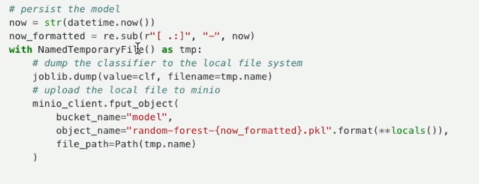 # persist the model
now = str(datetime.now())
now_formatted = re.sub(r"[ .:]", "-", now)
with NamedTemporaryFile() as tmp:
    # dump the classifier to the local file system
    joblib.dump(value=clf, filename=tmp.name)
    # upload the local file to minio
    minio_client.fput_object(
        bucket_name="model",
        object_name="random-forest-{now_formatted}.pkl".format(**locals()),
        file_path=Path(tmp.name)
    )